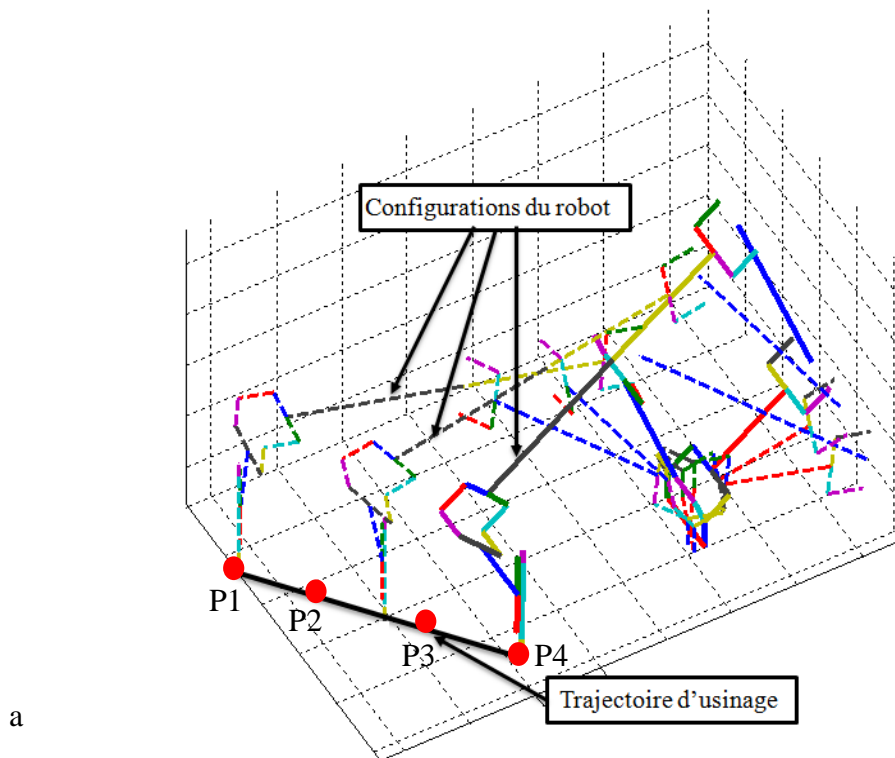 Configurations du robot
P1
P2
P3
P4
Trajectoire d'usinage
a